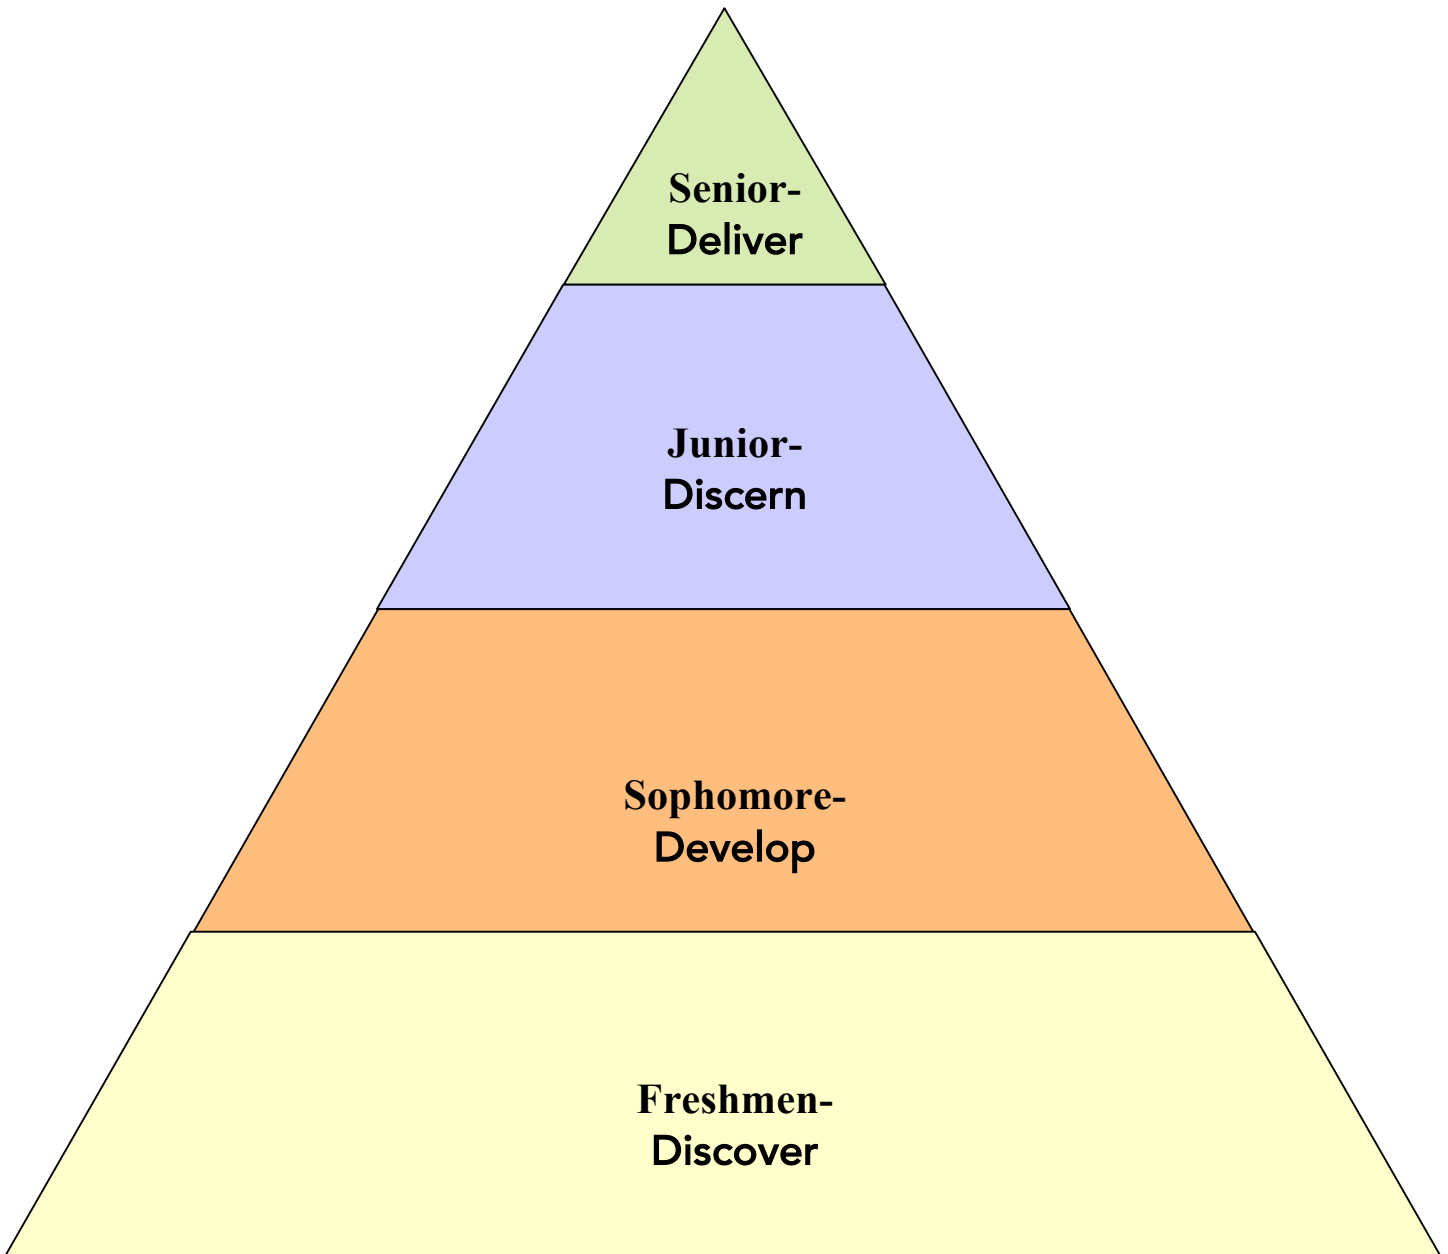 Senior-
Deliver
Junior-
Discern
Sophomore-
Develop
Freshmen-
Discover